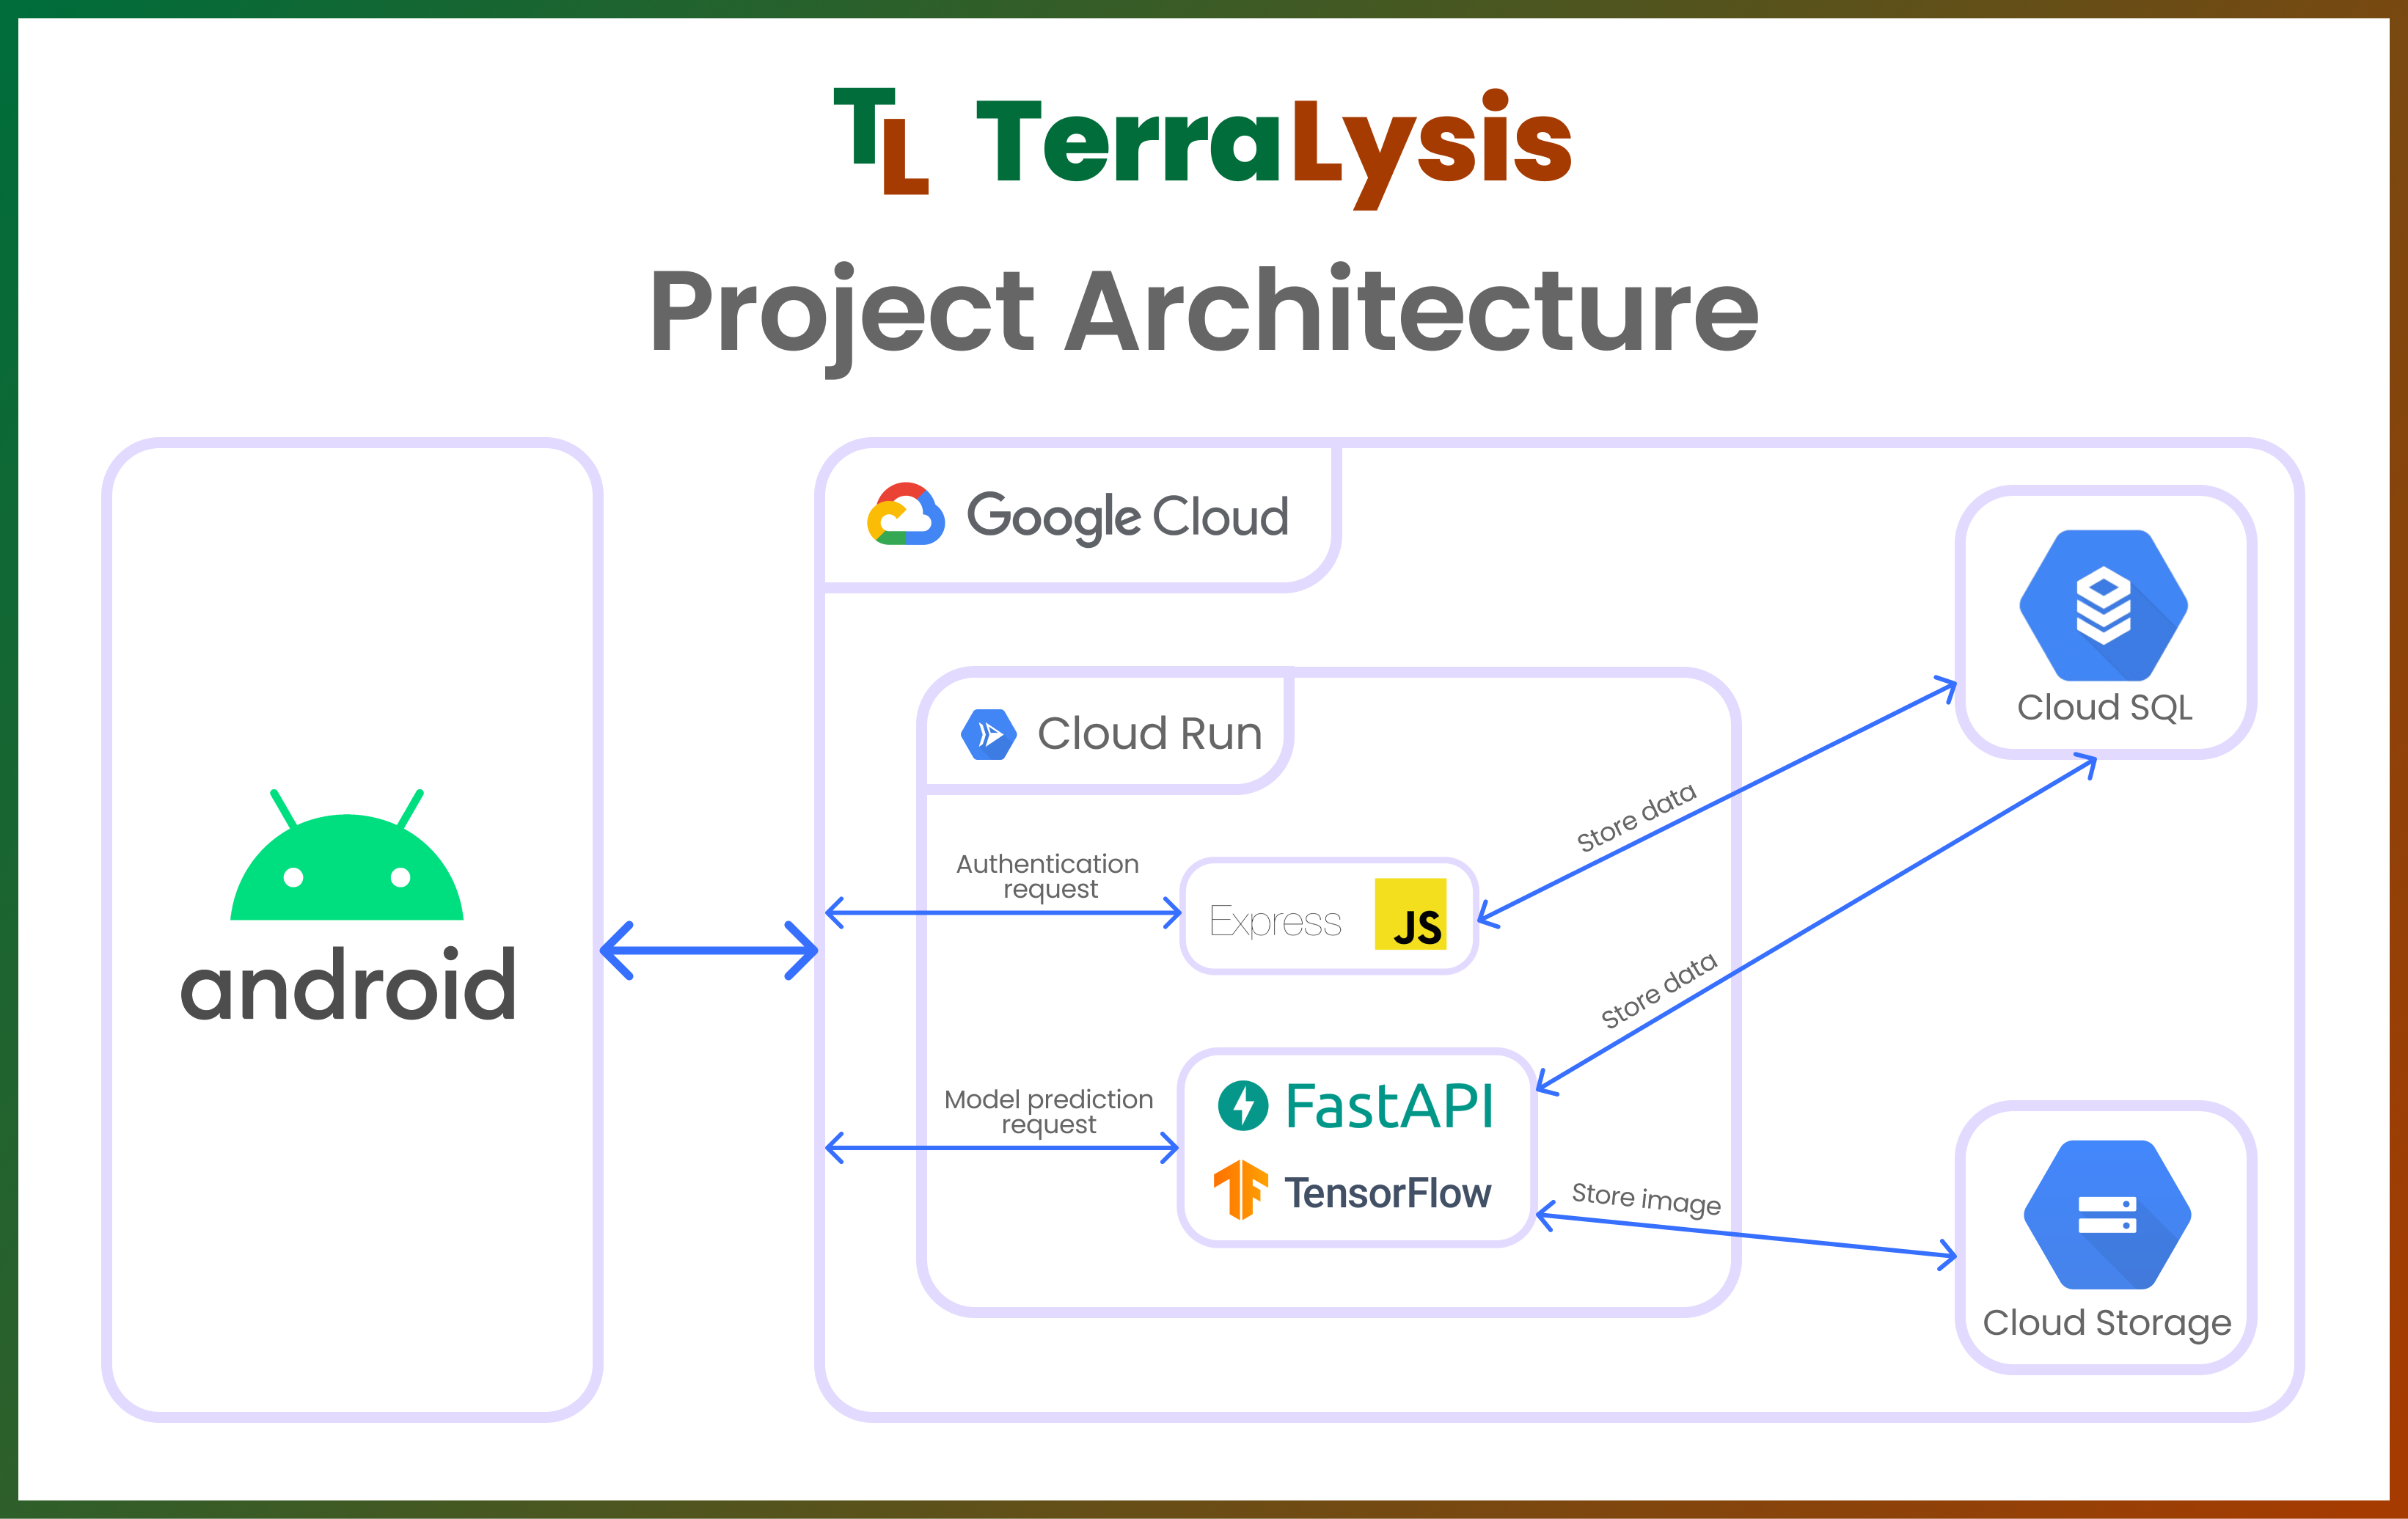 TL TerraLysis
Project Architecture
android
Google Cloud
Cloud Run
Authentication
request
Express
JS
Model prediction
request
FastAPI
TensorFlow
Store data
Store data
Store image
Cloud SQL
Cloud Storage